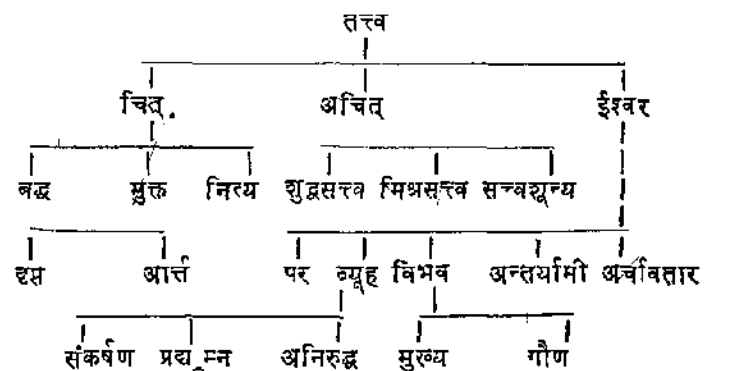 तत्त्व
चित् अचित् ईश्वर
बद्ध मुक्त नित्य शुद्धसत्त्व मिश्रसत्त्व सत्त्वशून्य
दृप्त आर्त्त पर व्यूह विभव अन्तर्यामी अर्चावतार
संकर्षण प्रद्युम्न अनिरुद्ध मुख्य गौण